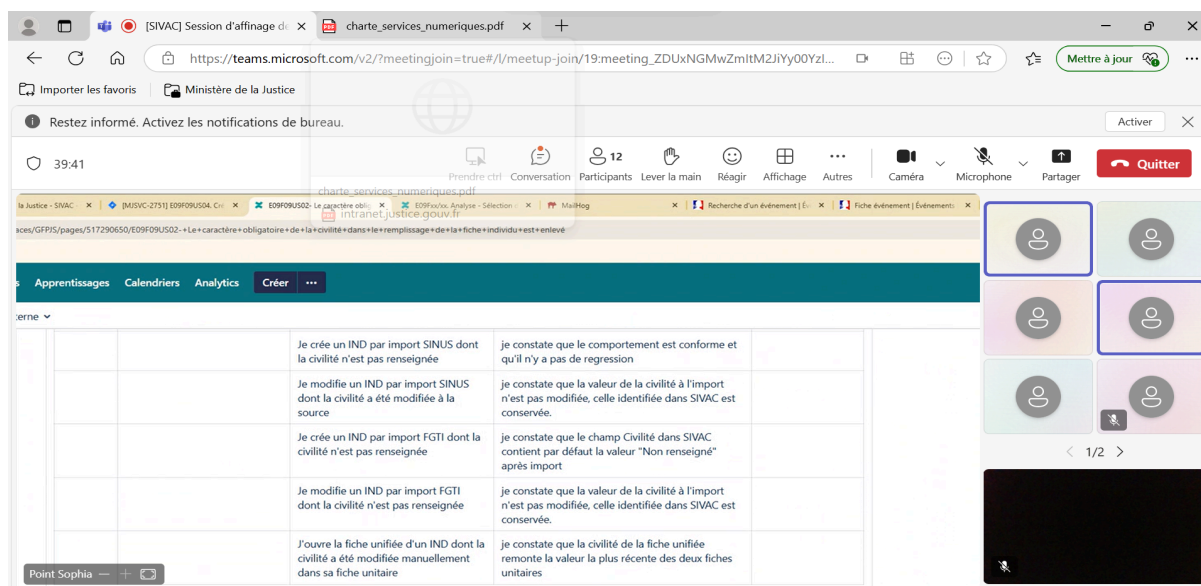 [SIVAC] Session d'affinage de
charte_services_numeriques.pdf
https://teams.microsoft.com/v2/?meetingjoin=true#/l/meetup-join/19:meeting_ZDUxNGMwZmItM2JiYy00YzI...
Mettre à jour
Importer les favoris
Ministère de la Justice
Restez informé. Activez les notifications de bureau.
Activer
39:41
Prendre ctrl
Conversation
12
Participants
Lever la main
Réagir
Affichage
Autres
Caméra
Microphone
Partager
Quitter
charte_services_numeriques.pdf
intranet.justice.gouv.fr
la Justice - SIVAC -
[MJSVC-2751] E09F09US04. Cré
E09F09US02- Le caractère oblig
E09Fxx/xx. Analyse - Sélection
MailHog
Recherche d'un événement | Év
Fiche événement | Événements
aces/GFPJS/pages/517290650/E09F09US02-+Le+caractère+obligatoire+de+la+civilité+dans+le+remplissage+de+la+fiche+individu+est+enlevé
s
Apprentissages
Calendriers
Analytics
Créer
terne
Je crée un IND par import SINUS dont
la civilité n'est pas renseignée
je constate que le comportement est conforme et
qu'il n'y a pas de regression
Je modifie un IND par import SINUS
dont la civilité a été modifiée à la
source
je constate que la valeur de la civilité à l'import
n'est pas modifiée, celle identifiée dans SIVAC est
conservée.
Je crée un IND par import FGTI dont la
civilité n'est pas renseignée
je constate que le champ Civilité dans SIVAC
contient par défaut la valeur "Non renseigné"
après import
Je modifie un IND par import FGTI
dont la civilité n'est pas renseignée
je constate que la valeur de la civilité à l'import
n'est pas modifiée, celle identifiée dans SIVAC est
conservée.
J'ouvre la fiche unifiée d'un IND dont la
civilité a été modifiée manuellement
dans sa fiche unitaire
je constate que la civilité de la fiche unifiée
remonte la valeur la plus récente des deux fiches
unitaires
1/2
Point Sophia